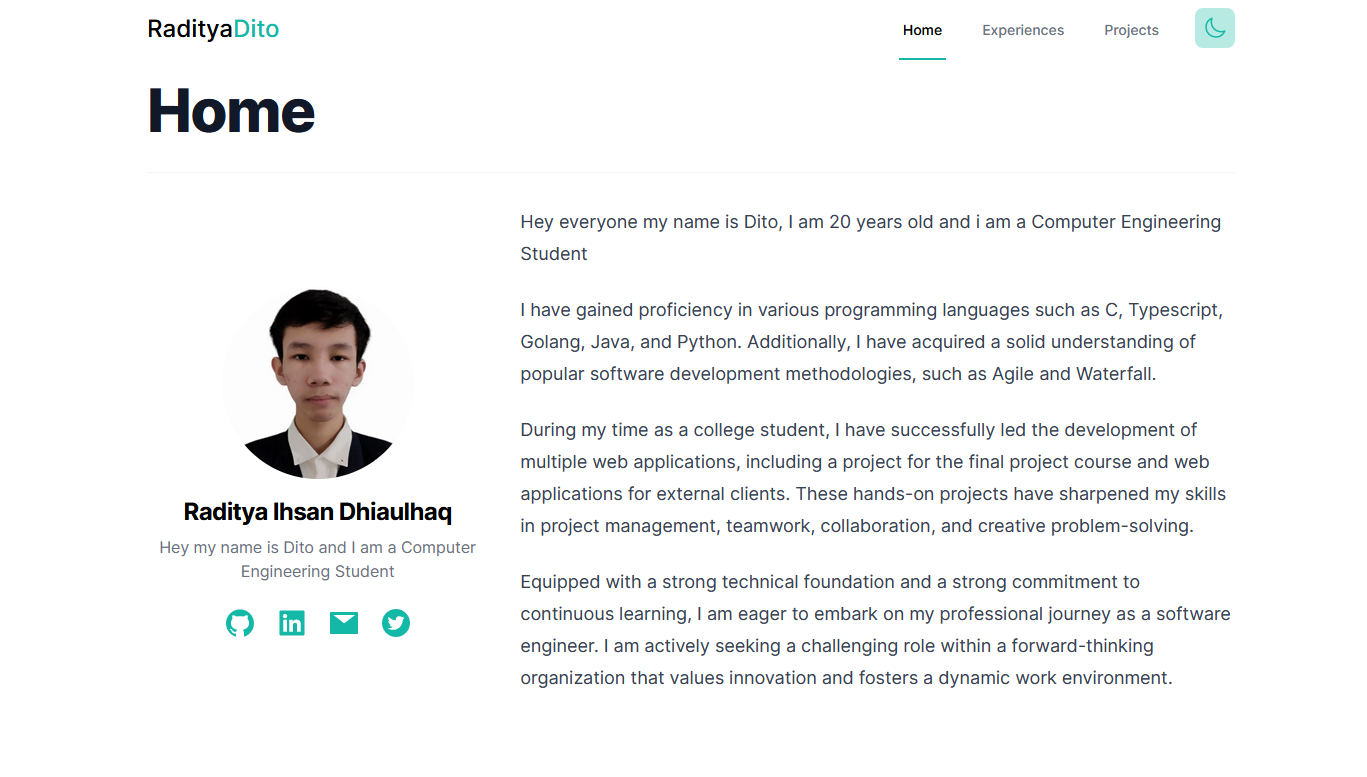 RadityaDito
Home
Experiences
Projects
Home
Hey everyone my name is Dito, I am 20 years old and i am a Computer Engineering
Student
I have gained proficiency in various programming languages such as C, Typescript,
Golang, Java, and Python. Additionally, I have acquired a solid understanding of
popular software development methodologies, such as Agile and Waterfall.
During my time as a college student, I have successfully led the development of
multiple web applications, including a project for the final project course and web
applications for external clients. These hands-on projects have sharpened my skills
in project management, teamwork, collaboration, and creative problem-solving.
Equipped with a strong technical foundation and a strong commitment to
continuous learning, I am eager to embark on my professional journey as a software
engineer. I am actively seeking a challenging role within a forward-thinking
organization that values innovation and fosters a dynamic work environment.
Raditya Ihsan Dhiaulhaq
Hey my name is Dito and I am a Computer
Engineering Student
in